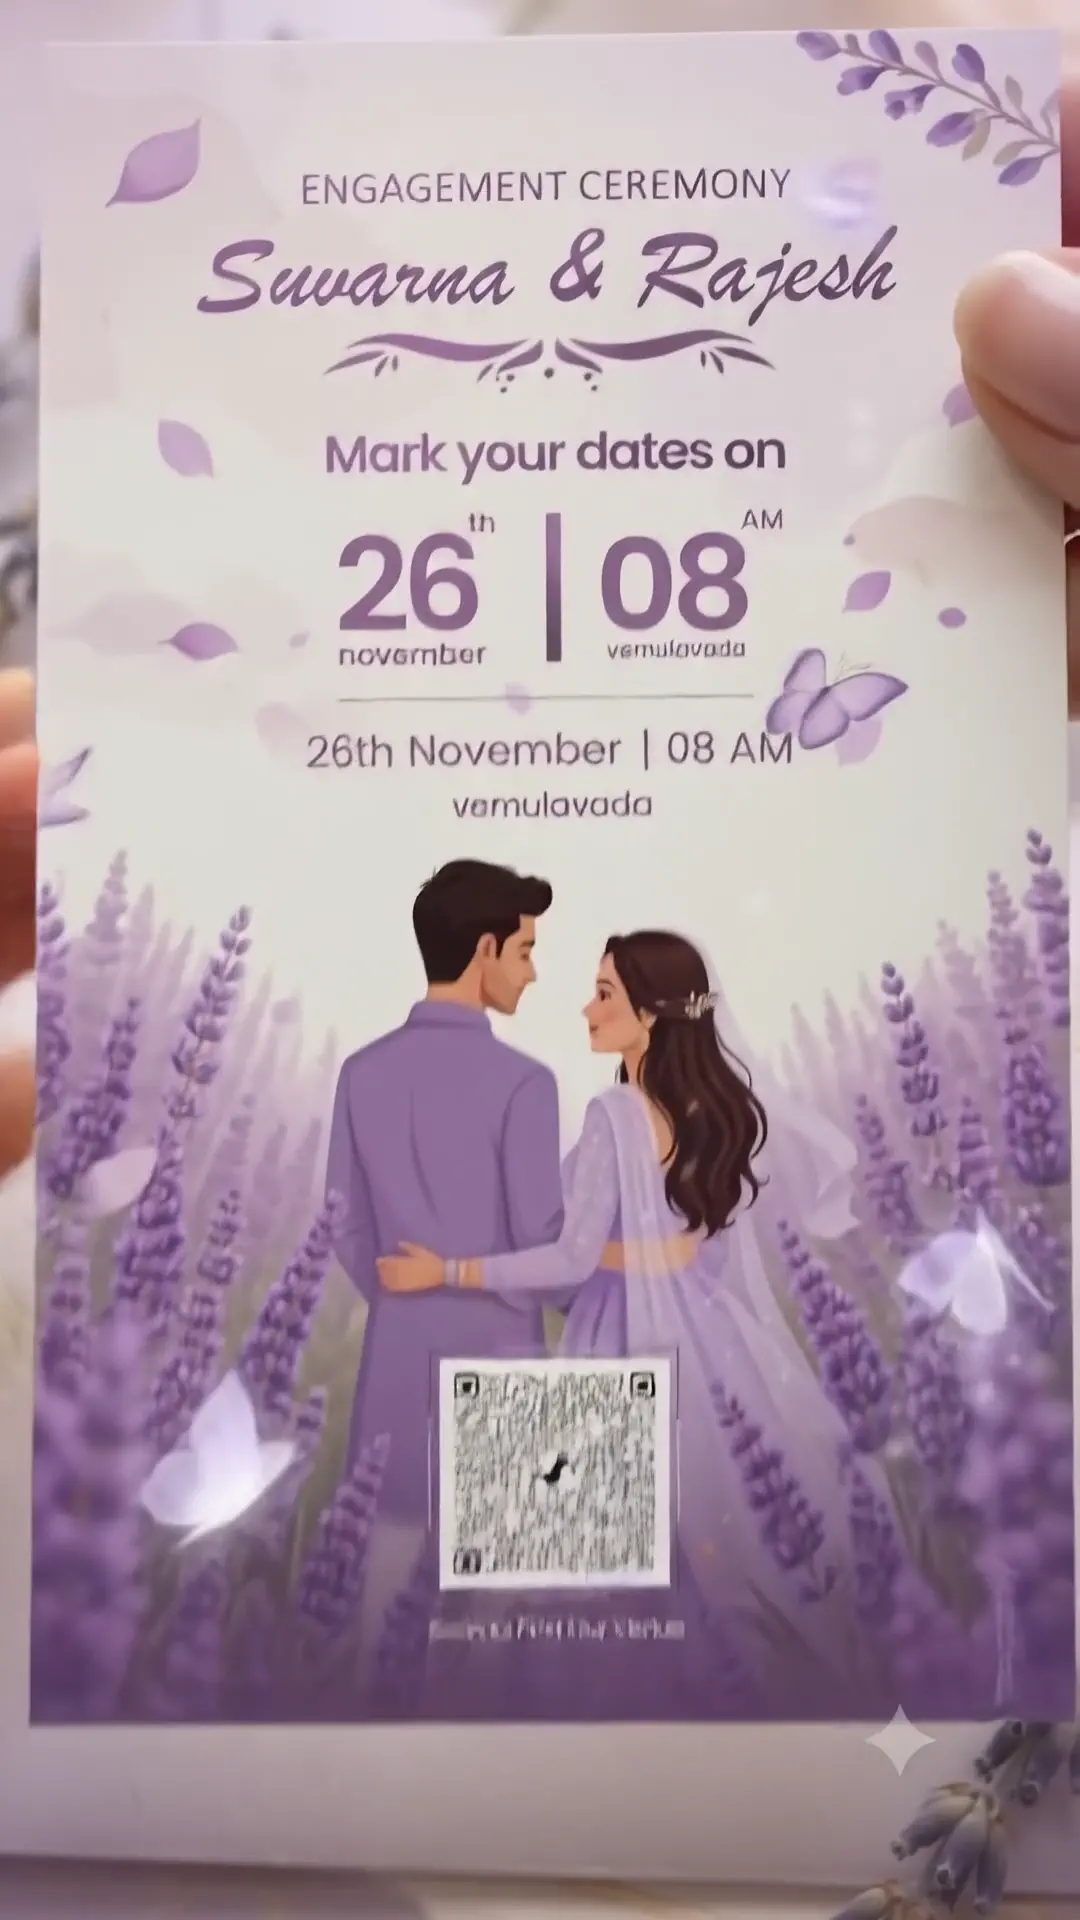 ENGAGEMENT CEREMONY
Suvarna & Rajesh
Mark your dates on
26th | 08 AM
november vemulavada
26th November | 08 AM
vemulavada